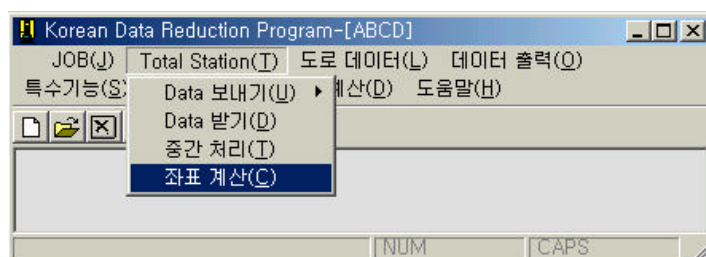 Korean Data Reduction Program-[ABCD]
JOB(J) Total Station(T) 도로 데이터(L) 데이터 출력(O)
특수기능(S) 계산(D) 도움말(H)
Data 보내기(U)
Data 받기(D)
중간 처리(T)
좌표 계산(C)
NUM CAPS